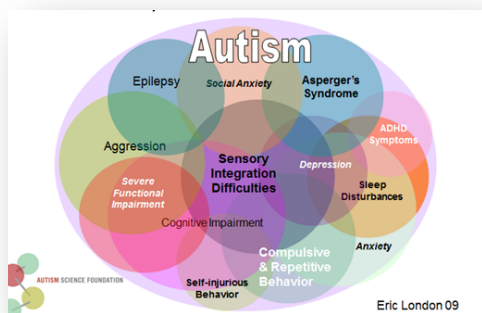 Autism
Epilepsy
Social Anxiety
Asperger's
Syndrome
ADHD
Symptoms
Aggression
Sensory
Integration
Difficulties
Depression
Severe
Functional
Impairment
Sleep
Disturbances
Cognitive Impairment
Anxiety
Compulsive
& Repetitive
Behavior
Self-injurious
Behavior
AUTISM SCIENCE FOUNDATION
Eric London 09